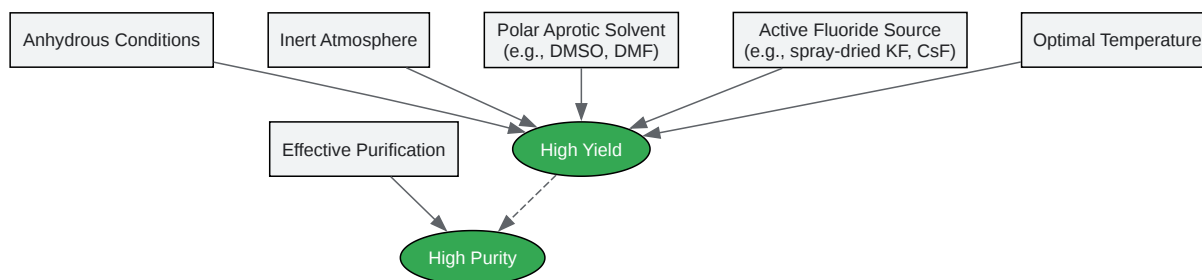 Anhydrous Conditions
Inert Atmosphere
Polar Aprotic Solvent
(e.g., DMSO, DMF)
Active Fluoride Source
(e.g., spray-dried KF, CsF)
Optimal Temperature
Effective Purification
High Yield
High Purity